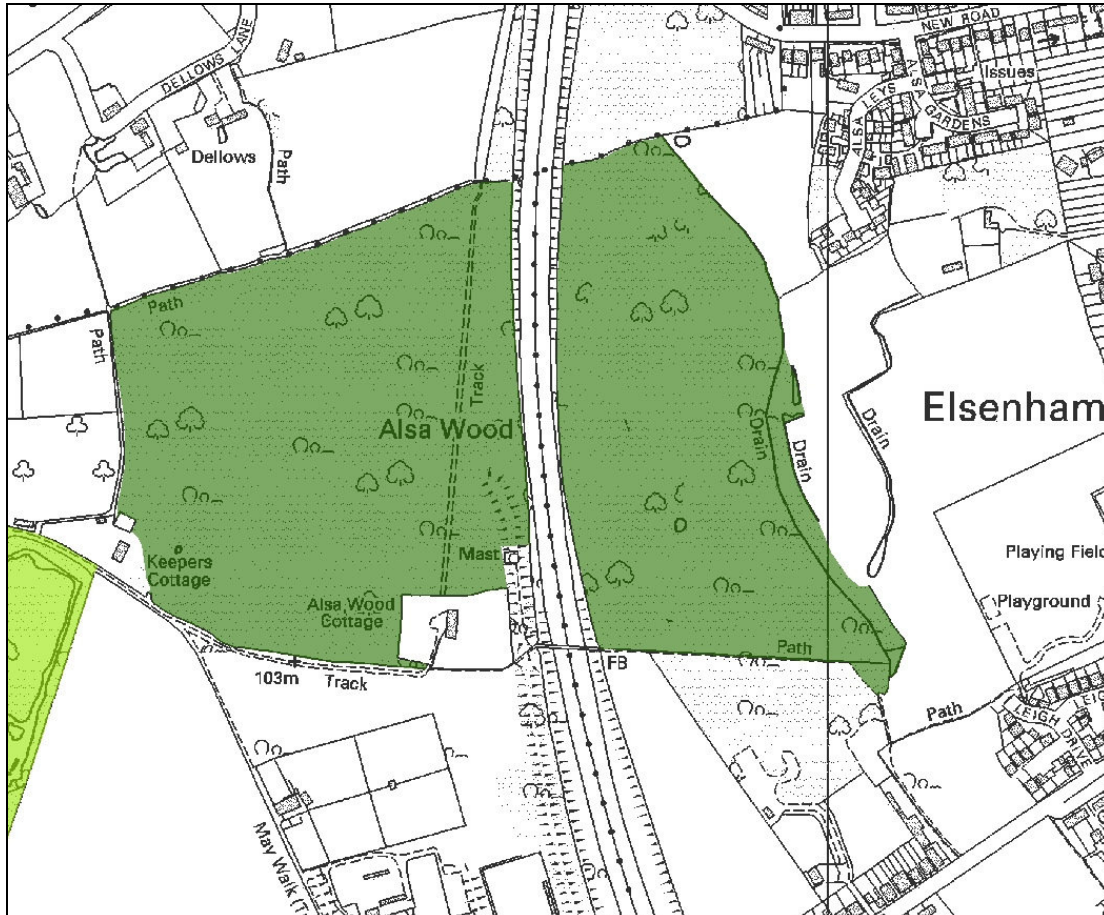 NEW ROAD
DELLOWS LANE
ALSA LEYS
ALSA GARDENS
Issues
Dellows
Path
Path
Path
Track
Alsa Wood
Elsenham
Drain
Drain
Drain
Mast
Keepers
Cottage
Playing Field
Playground
Alsa Wood
Cottage
Path
FB
103m
Track
Path
LEIGH DRIVE
May Walk